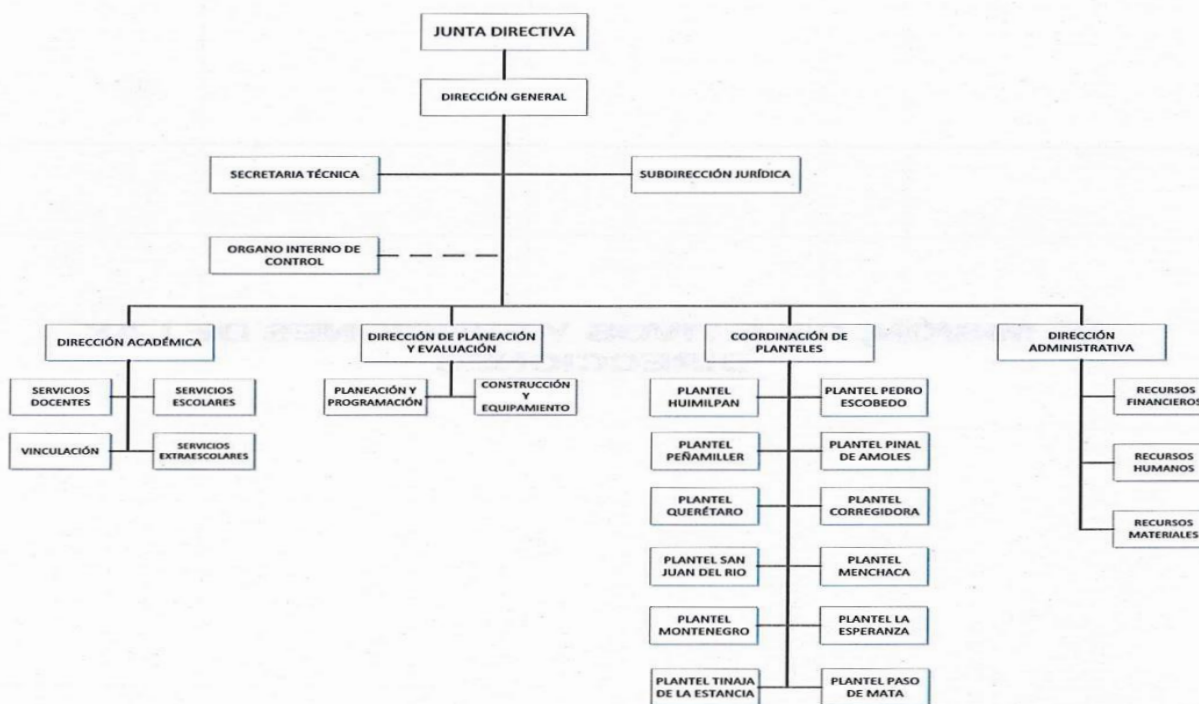 JUNTA DIRECTIVA
DIRECCIÓN GENERAL
SECRETARIA TÉCNICA
SUBDIRECCIÓN JURÍDICA
ORGANO INTERNO DE
CONTROL
DIRECCIÓN ACADÉMICA
DIRECCIÓN DE PLANEACIÓN
Y EVALUACIÓN
COORDINACIÓN DE
PLANTELES
DIRECCIÓN
ADMINISTRATIVA
SERVICIOS
DOCENTES
SERVICIOS
ESCOLARES
VINCULACIÓN
SERVICIOS
EXTRAESCOLARES
PLANEACIÓN Y
PROGRAMACIÓN
CONSTRUCCIÓN
Y
EQUIPAMIENTO
PLANTEL
HUIMILPAN
PLANTEL PEDRO
ESCOBEDO
PLANTEL
PEÑAMILLER
PLANTEL PINAL
DE AMOLES
PLANTEL
QUERÉTARO
PLANTEL
CORREGIDORA
PLANTEL SAN
JUAN DEL RIO
PLANTEL
MENCHACA
PLANTEL
MONTENEGRO
PLANTEL LA
ESPERANZA
PLANTEL TINAJA
DE LA ESTANCIA
PLANTEL PASO
DE MATA
RECURSOS
FINANCIEROS
RECURSOS
HUMANOS
RECURSOS
MATERIALES